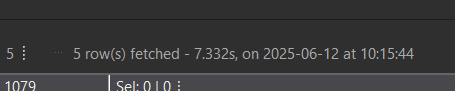 5 ⋮ ··· 5 row(s) fetched - 7.332s, on 2025-06-12 at 10:15:44
1079 Sel: 0 | 0 ⋮